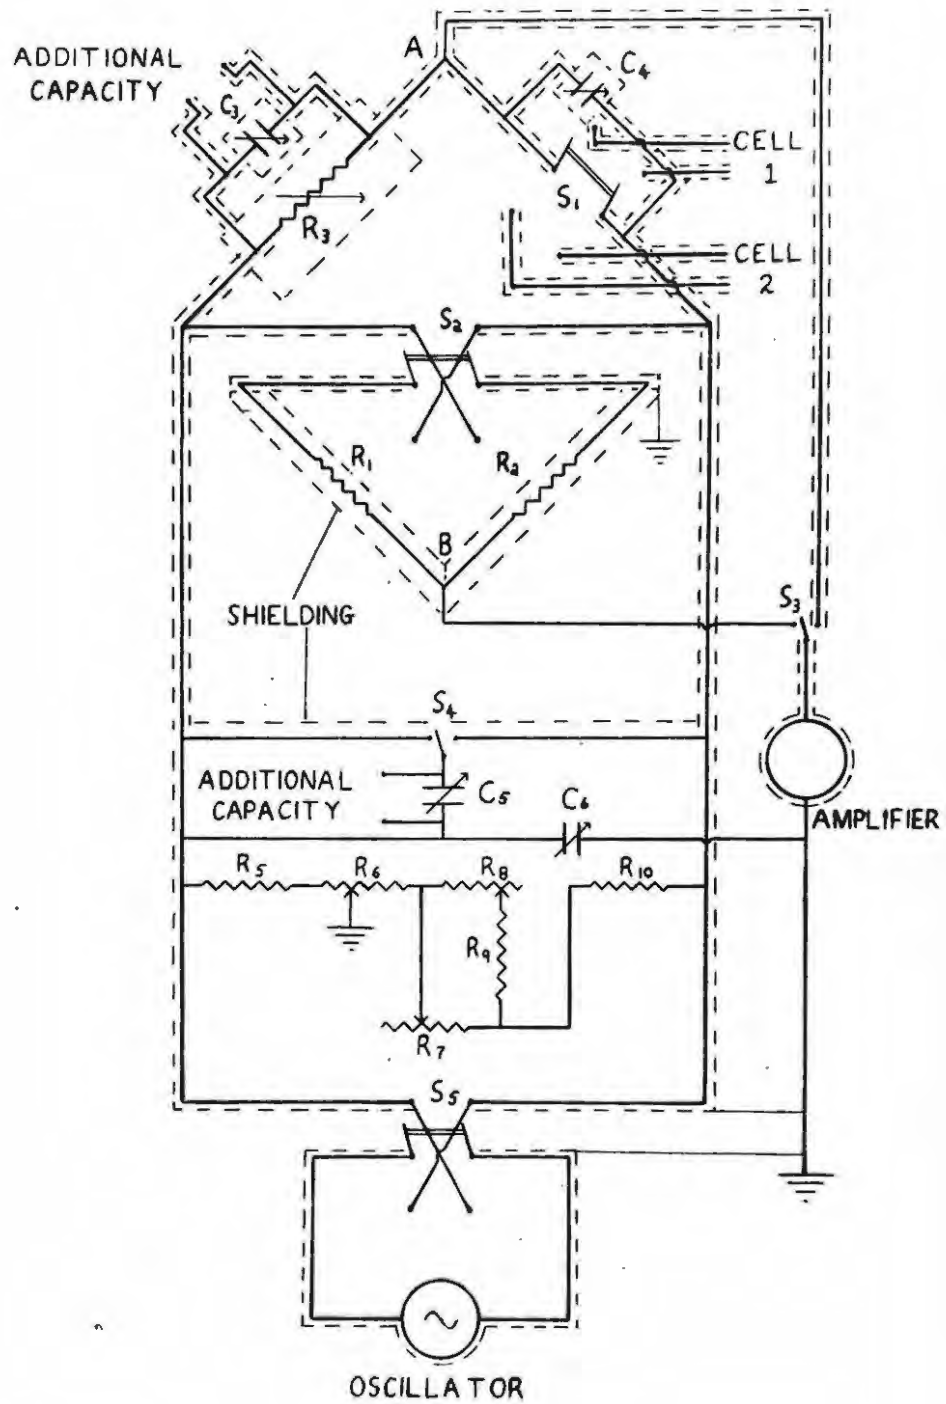 A
ADDITIONAL
CAPACITY
C₃
C₄
CELL
1
S₁
R₃
CELL
2
S₂
R₁
R₂
B
S₃
SHIELDING
S₄
ADDITIONAL
CAPACITY
C₅
C₆
AMPLIFIER
R₅
R₆
R₈
R₁₀
R₉
R₇
S₅
OSCILLATOR